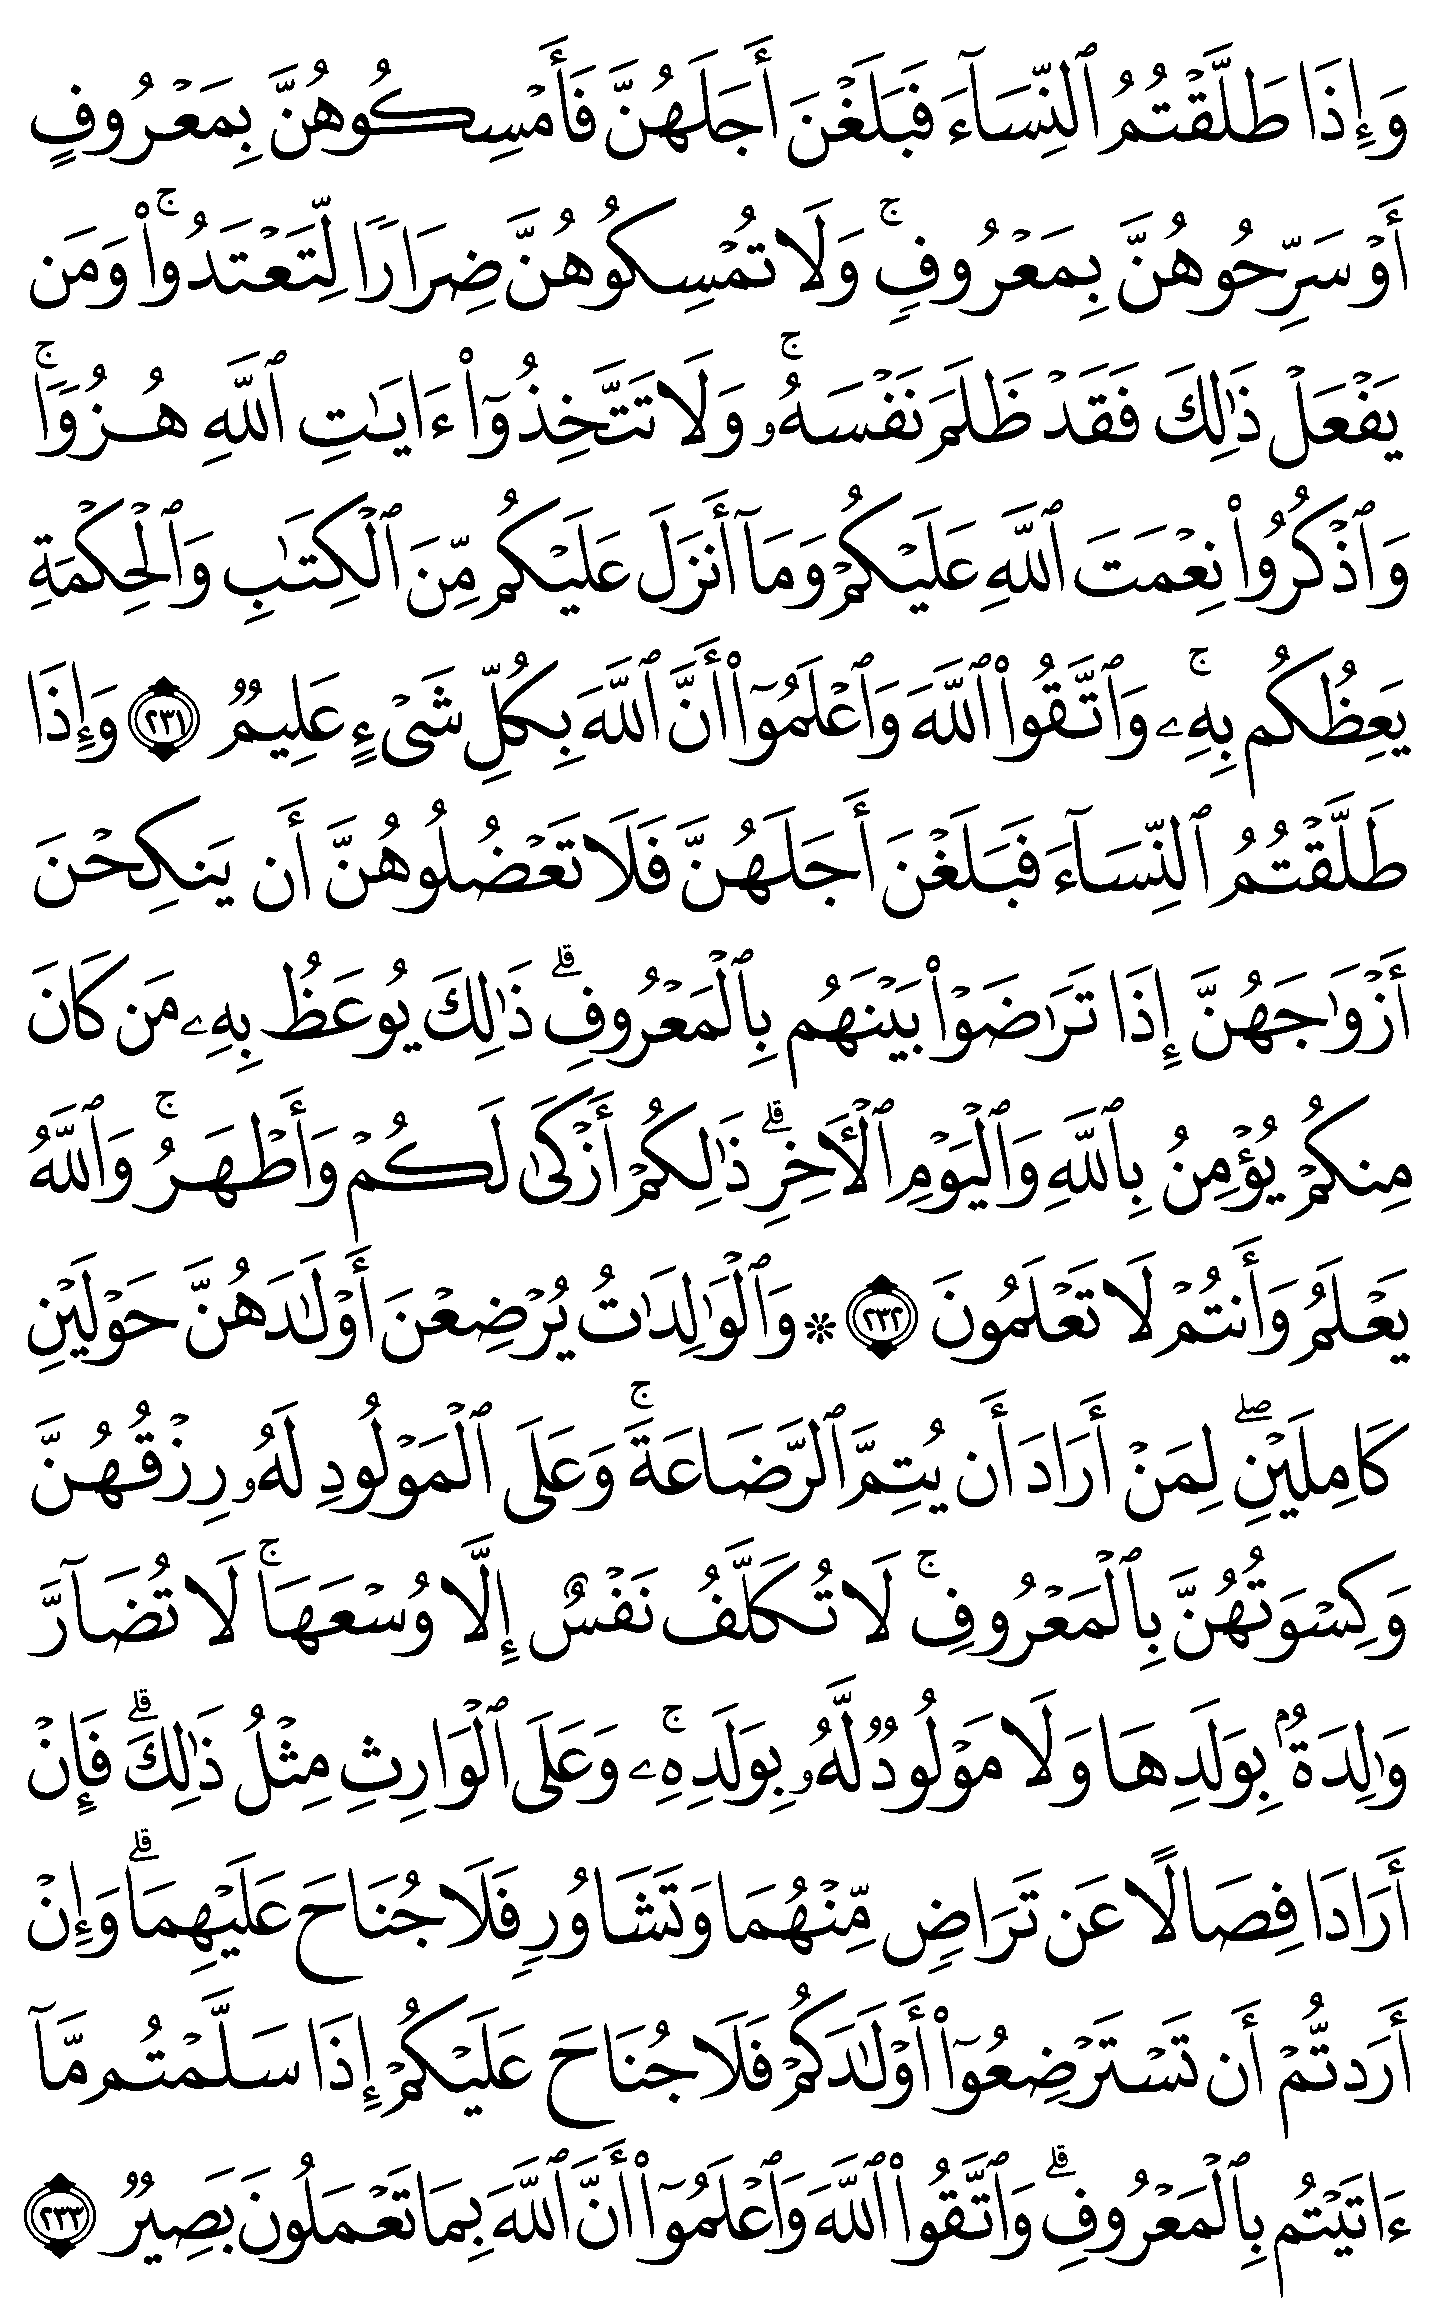 وَإِذَا طَلَّقۡتُمُ ٱلنِّسَآءَ فَبَلَغۡنَ أَجَلَهُنَّ فَأَمۡسِكُوهُنَّ بِمَعۡرُوفٍ
أَوۡ سَرِّحُوهُنَّ بِمَعۡرُوفٖۚ وَلَا تُمۡسِكُوهُنَّ ضِرَارٗا لِّتَعۡتَدُواْۚ وَمَن
يَفۡعَلۡ ذَٰلِكَ فَقَدۡ ظَلَمَ نَفۡسَهُۥۚ وَلَا تَتَّخِذُوٓاْ ءَايَٰتِ ٱللَّهِ هُزُوٗاۚ
وَٱذۡكُرُواْ نِعۡمَتَ ٱللَّهِ عَلَيۡكُمۡ وَمَآ أَنزَلَ عَلَيۡكُم مِّنَ ٱلۡكِتَٰبِ وَٱلۡحِكۡمَةِ
يَعِظُكُم بِهِۦۚ وَٱتَّقُواْ ٱللَّهَ وَٱعۡلَمُوٓاْ أَنَّ ٱللَّهَ بِكُلِّ شَيۡءٍ عَلِيمٞ ٢٣١ وَإِذَا
طَلَّقۡتُمُ ٱلنِّسَآءَ فَبَلَغۡنَ أَجَلَهُنَّ فَلَا تَعۡضُلُوهُنَّ أَن يَنكِحۡنَ
أَزۡوَٰجَهُنَّ إِذَا تَرَٰضَوۡاْ بَيۡنَهُم بِٱلۡمَعۡرُوفِۗ ذَٰلِكَ يُوعَظُ بِهِۦ مَن كَانَ
مِنكُمۡ يُؤۡمِنُ بِٱللَّهِ وَٱلۡيَوۡمِ ٱلۡأٓخِرِۗ ذَٰلِكُمۡ أَزۡكَىٰ لَكُمۡ وَأَطۡهَرُۚ وَٱللَّهُ
يَعۡلَمُ وَأَنتُمۡ لَا تَعۡلَمُونَ ٢٣٢ ۞ وَٱلۡوَٰلِدَٰتُ يُرۡضِعۡنَ أَوۡلَٰدَهُنَّ حَوۡلَيۡنِ
كَامِلَيۡنِۖ لِمَنۡ أَرَادَ أَن يُتِمَّ ٱلرَّضَاعَةَۚ وَعَلَى ٱلۡمَوۡلُودِ لَهُۥ رِزۡقُهُنَّ
وَكِسۡوَتُهُنَّ بِٱلۡمَعۡرُوفِۚ لَا تُكَلَّفُ نَفۡسٌ إِلَّا وُسۡعَهَاۚ لَا تُضَآرَّ
وَٰلِدَةُۢ بِوَلَدِهَا وَلَا مَوۡلُودٞ لَّهُۥ بِوَلَدِهِۦۚ وَعَلَى ٱلۡوَارِثِ مِثۡلُ ذَٰلِكَۗ فَإِنۡ
أَرَادَا فِصَالًا عَن تَرَاضٖ مِّنۡهُمَا وَتَشَاوُرٖ فَلَا جُنَاحَ عَلَيۡهِمَاۗ وَإِنۡ
أَرَدتُّمۡ أَن تَسۡتَرۡضِعُوٓاْ أَوۡلَٰدَكُمۡ فَلَا جُنَاحَ عَلَيۡكُمۡ إِذَا سَلَّمۡتُم مَّآ
ءَاتَيۡتُم بِٱلۡمَعۡرُوفِۗ وَٱتَّقُواْ ٱللَّهَ وَٱعۡلَمُوٓاْ أَنَّ ٱللَّهَ بِمَا تَعۡمَلُونَ بَصِيرٞ ٢٣٣